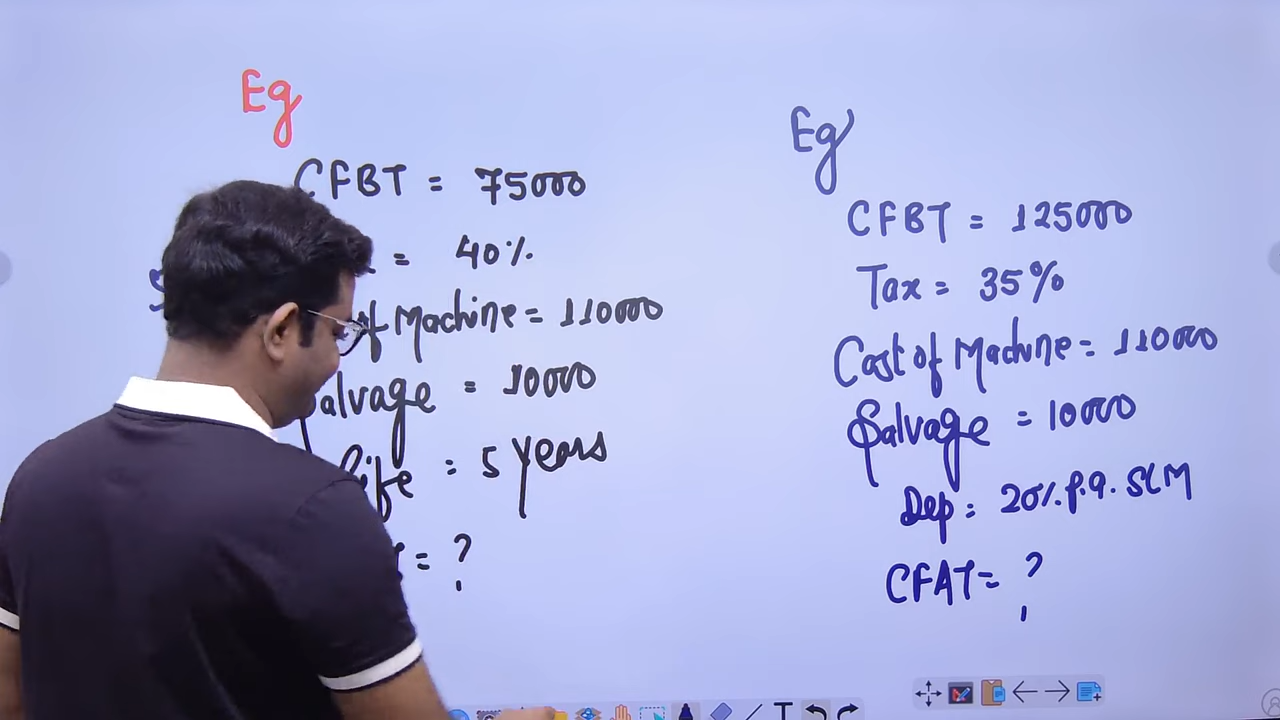 Eg
CFBT = 75000
= 40%
of Machine = 110000
Salvage = 10000
Life = 5 Years
= ?
Eg
CFBT = 125000
Tax = 35%
Cost of Machine = 110000
Salvage = 10000
Dep = 20% p.a. SLM
CFAT = ?